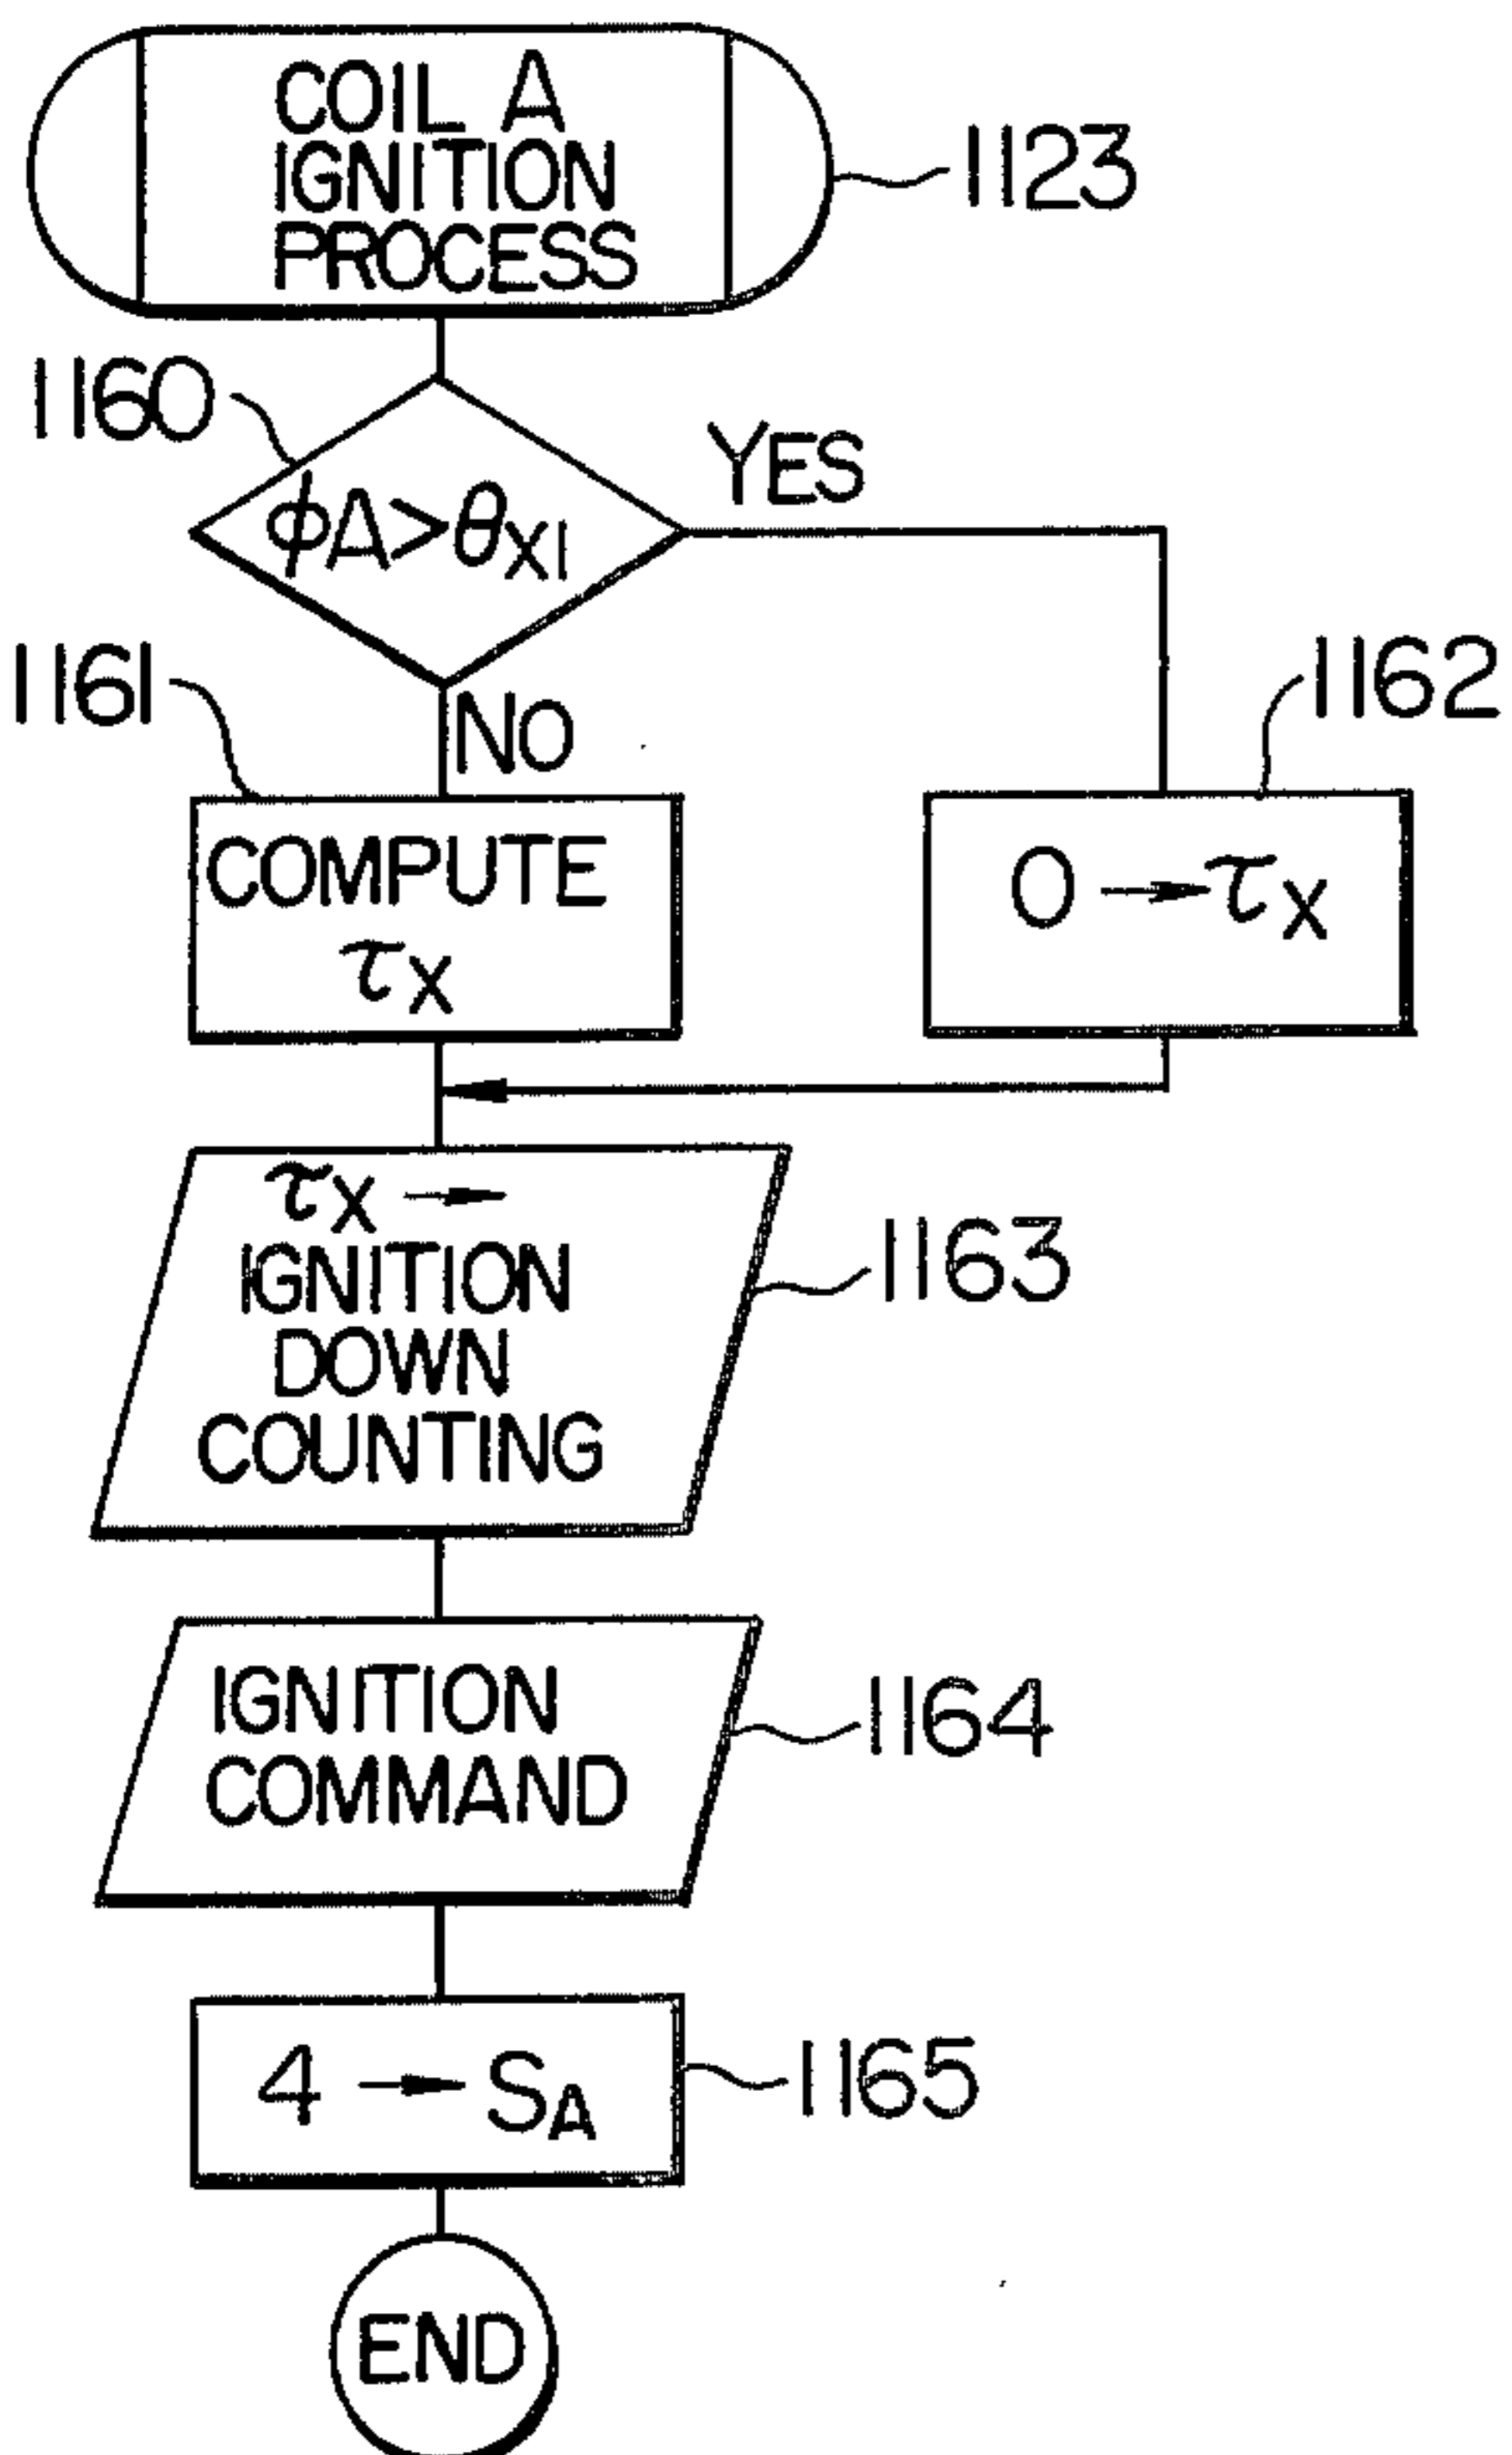 COIL A
IGNITION
PROCESS
1123
1160
ϕA>θX1
YES
1161
NO
1162
COMPUTE
τX
0→τX
τX→
IGNITION
DOWN
COUNTING
1163
IGNITION
COMMAND
1164
4→SA
1165
END